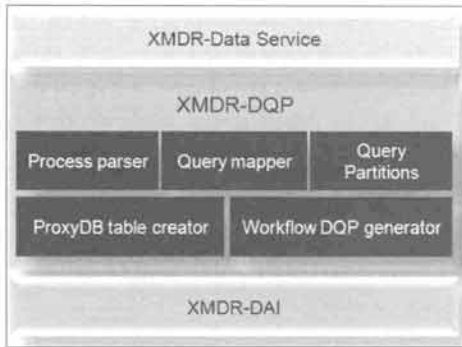 XMDR-Data Service
XMDR-DQP
Process parser
Query mapper
Query
Partitions
ProxyDB table creator
Workflow DQP generator
XMDR-DAI